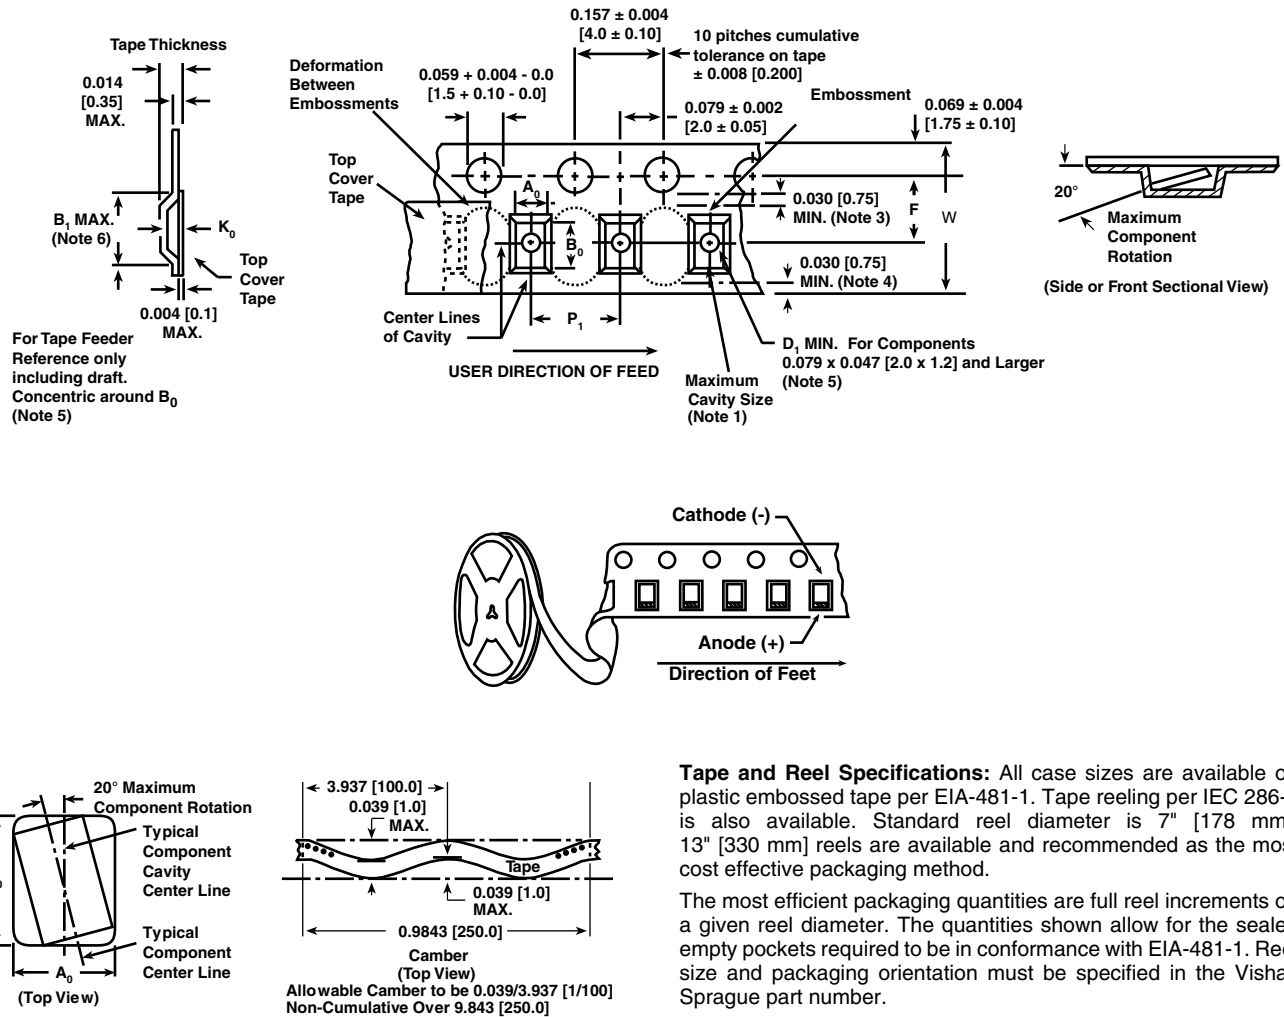 Tape Thickness
0.014
[0.35]
MAX.
B1 MAX.
(Note 6)
K0
Top
Cover
Tape
0.004 [0.1]
MAX.
For Tape Feeder
Reference only
including draft.
Concentric around B0
(Note 5)
Deformation
Between
Embossments
0.059 + 0.004 - 0.0
[1.5 + 0.10 - 0.0]
0.157 ± 0.004
[4.0 ± 0.10]
10 pitches cumulative
tolerance on tape
± 0.008 [0.200]
0.079 ± 0.002
[2.0 ± 0.05]
Embossment
0.069 ± 0.004
[1.75 ± 0.10]
Top
Cover
Tape
A0
B0
0.030 [0.75]
MIN. (Note 3)
F
W
0.030 [0.75]
MIN. (Note 4)
Center Lines
of Cavity
P1
USER DIRECTION OF FEED
Maximum
Cavity Size
(Note 1)
D1 MIN. For Components
0.079 x 0.047 [2.0 x 1.2] and Larger
(Note 5)
20°
Maximum
Component
Rotation
(Side or Front Sectional View)
Cathode (-)
Anode (+)
Direction of Feet
20° Maximum
Component Rotation
Typical
Component
Cavity
Center Line
Typical
Component
Center Line
A0
(Top View)
3.937 [100.0]
0.039 [1.0]
MAX.
Tape
0.039 [1.0]
MAX.
0.9843 [250.0]
Camber
(Top View)
Allowable Camber to be 0.039/3.937 [1/100]
Non-Cumulative Over 9.843 [250.0]
Tape and Reel Specifications: All case sizes are available
plastic embossed tape per EIA-481-1. Tape reeling per IEC 286-
is also available. Standard reel diameter is 7" [178 mm
13" [330 mm] reels are available and recommended as the
cost effective packaging method.
The most efficient packaging quantities are full reel increments
a given reel diameter. The quantities shown allow for the
empty pockets required to be in conformance with EIA-481-1.
size and packaging orientation must be specified in the
Sprague part number.